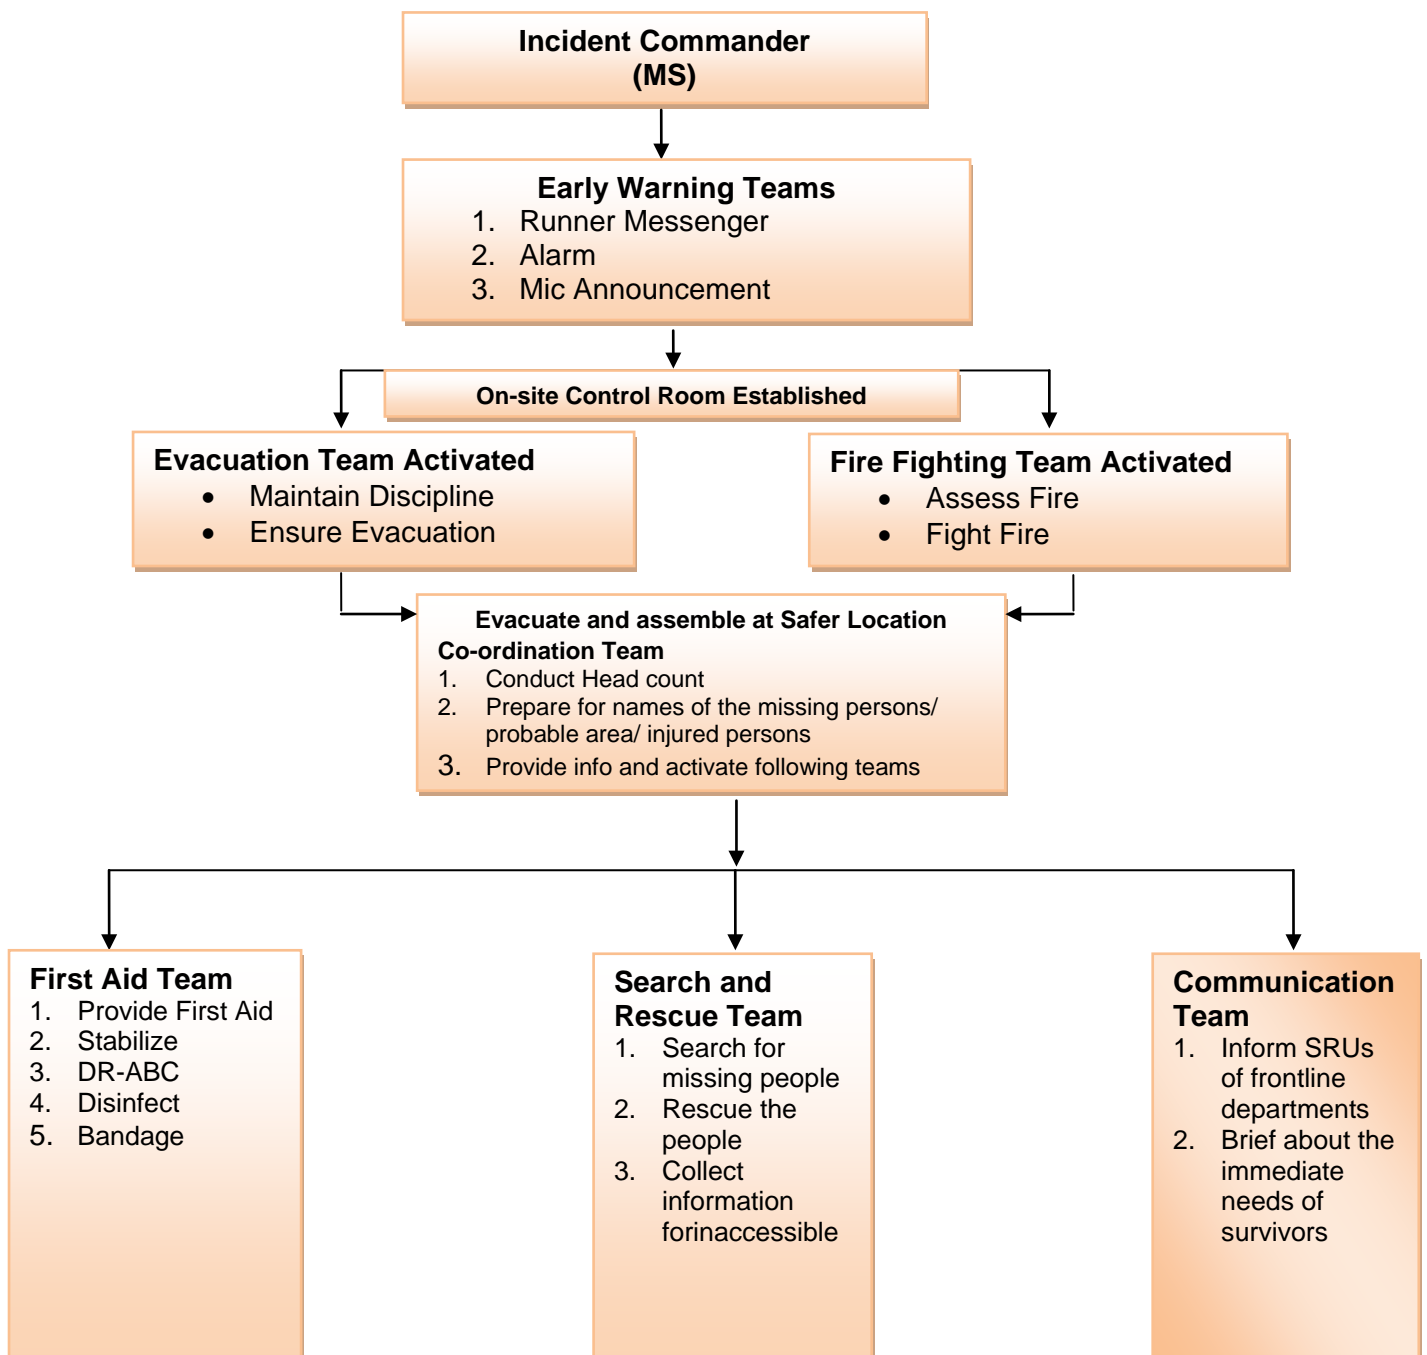 Incident Commander
(MS)
Early Warning Teams
1. Runner Messenger
2. Alarm
3. Mic Announcement
On-site Control Room Established
Evacuation Team Activated
• Maintain Discipline
• Ensure Evacuation
Fire Fighting Team Activated
• Assess Fire
• Fight Fire
Evacuate and assemble at Safer Location
Co-ordination Team
1. Conduct Head count
2. Prepare for names of the missing persons/
probable area/ injured persons
3. Provide info and activate following teams
First Aid Team
1. Provide First Aid
2. Stabilize
3. DR-ABC
4. Disinfect
5. Bandage
Search and
Rescue Team
1. Search for
missing people
2. Rescue the
people
3. Collect
information
forinaccessible
Communication
Team
1. Inform SRUs
of frontline
departments
2. Brief about the
immediate
needs of
survivors